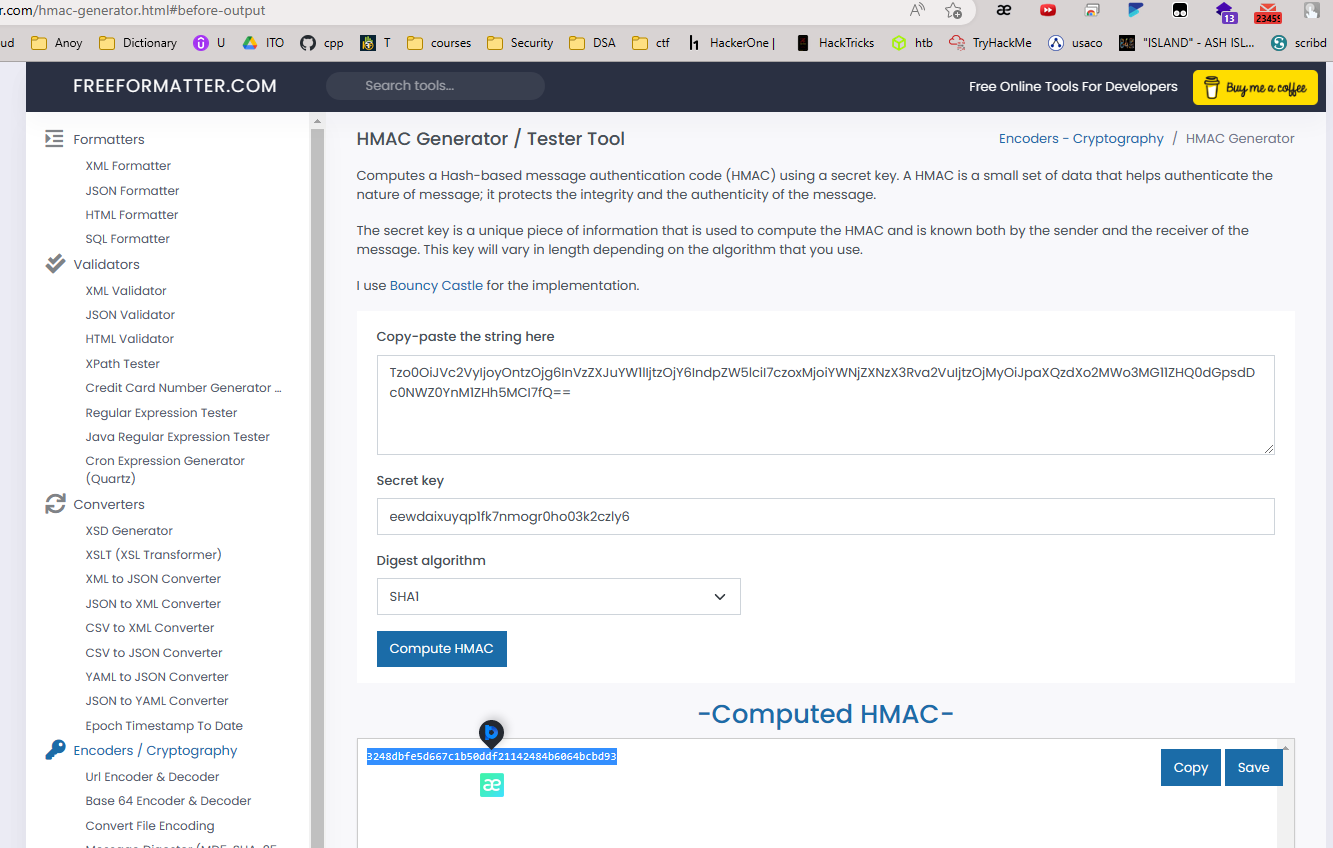 r.com/hmac-generator.html#before-output
13
23455
ud Anoy Dictionary U ITO cpp T courses Security DSA ctf HackerOne | HackTricks htb TryHackMe usaco "ISLAND" - ASH ISL... scribd
FREEFORMATTER.COM
Search tools...
Free Online Tools For Developers
Buy me a coffee
Formatters
XML Formatter
JSON Formatter
HTML Formatter
SQL Formatter
Validators
XML Validator
JSON Validator
HTML Validator
XPath Tester
Credit Card Number Generator ...
Regular Expression Tester
Java Regular Expression Tester
Cron Expression Generator
(Quartz)
Converters
XSD Generator
XSLT (XSL Transformer)
XML to JSON Converter
JSON to XML Converter
CSV to XML Converter
CSV to JSON Converter
YAML to JSON Converter
JSON to YAML Converter
Epoch Timestamp To Date
Encoders / Cryptography
Url Encoder & Decoder
Base 64 Encoder & Decoder
Convert File Encoding
HMAC Generator / Tester Tool
Encoders - Cryptography / HMAC Generator
Computes a Hash-based message authentication code (HMAC) using a secret key. A HMAC is a small set of data that helps authenticate the
nature of message; it protects the integrity and the authenticity of the message.
The secret key is a unique piece of information that is used to compute the HMAC and is known both by the sender and the receiver of the
message. This key will vary in length depending on the algorithm that you use.
I use Bouncy Castle for the implementation.
Copy-paste the string here
Tzo0OiJVc2VyIjoyOntzOjg6InVzZXJuYW1lIjtzOjY6IndpZW5lciI7czoxMjoiYWNjZXNzX3Rva2VuIjtzOjMyOiJpaXQzdXo2MWo3MG11ZHQ0dGpsdD
c0NWZ0YnM1ZHh5MCI7fQ==
Secret key
eewdaixuyqp1fk7nmogr0ho03k2czly6
Digest algorithm
SHA1
Compute HMAC
-Computed HMAC-
3248dbfe5d667c1b50ddf21142484b6064bcbd93
Copy
Save